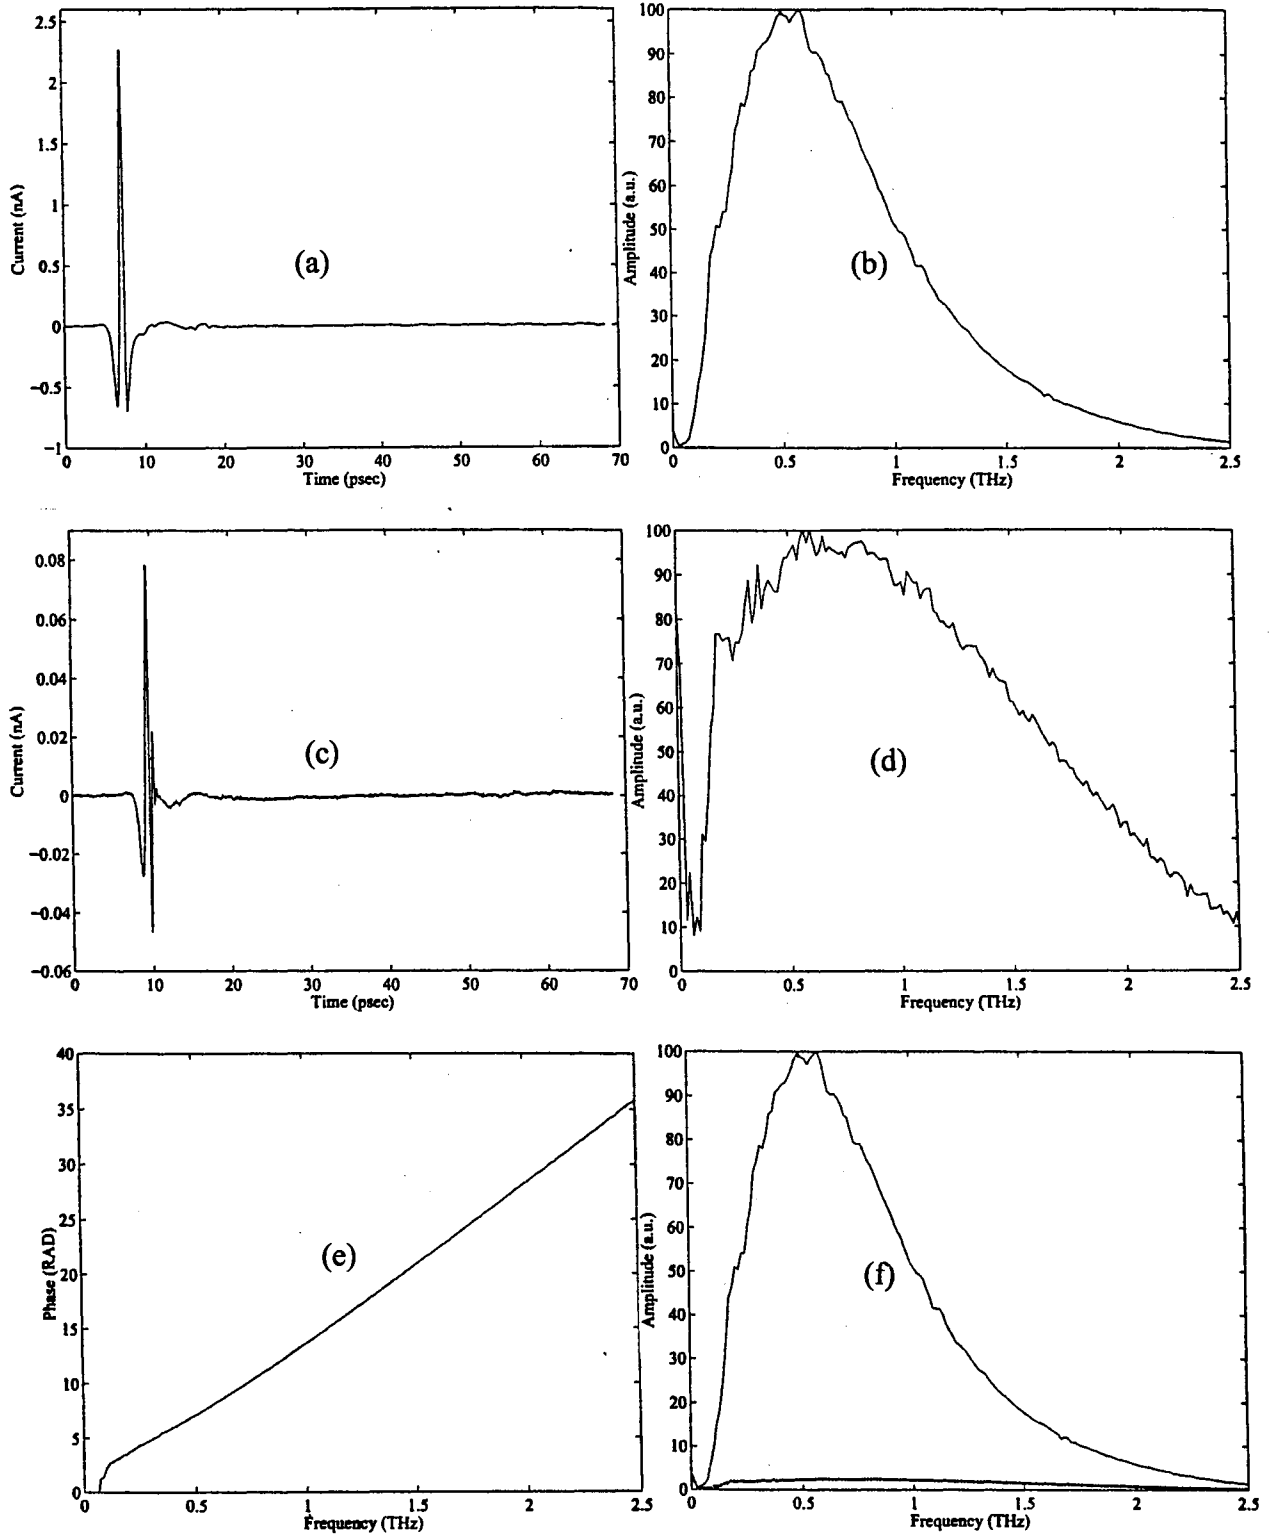 2.5
2
1.5
1
0.5
0
−0.5
−1
Current (nA)
(a)
0 10 20 30 40 50 60 70
Time (psec)
100
90
80
70
60
50
40
30
20
10
0
Amplitude (a.u.)
(b)
0 0.5 1 1.5 2 2.5
Frequency (THz)
0.08
0.06
0.04
0.02
0
−0.02
−0.04
−0.06
Current (nA)
(c)
0 10 20 30 40 50 60 70
Time (psec)
100
90
80
70
60
50
40
30
20
10
0
Amplitude (a.u.)
(d)
0 0.5 1 1.5 2 2.5
Frequency (THz)
40
35
30
25
20
15
10
5
0
Phase (RAD)
(e)
0 0.5 1 1.5 2 2.5
Frequency (THz)
100
90
80
70
60
50
40
30
20
10
0
Amplitude (a.u.)
(f)
0 0.5 1 1.5 2 2.5
Frequency (THz)